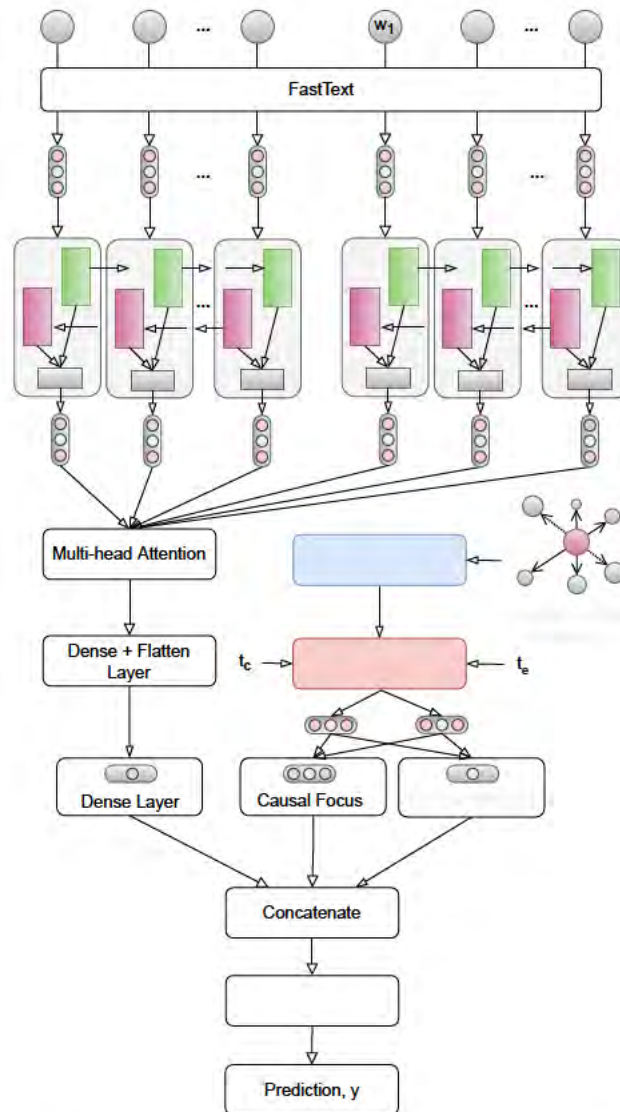 ... w1 ...
FastText
... ...
... ...
Multi-head Attention
Dense + Flatten
Layer
tc te
Dense Layer
Causal Focus
Concatenate
Prediction, y